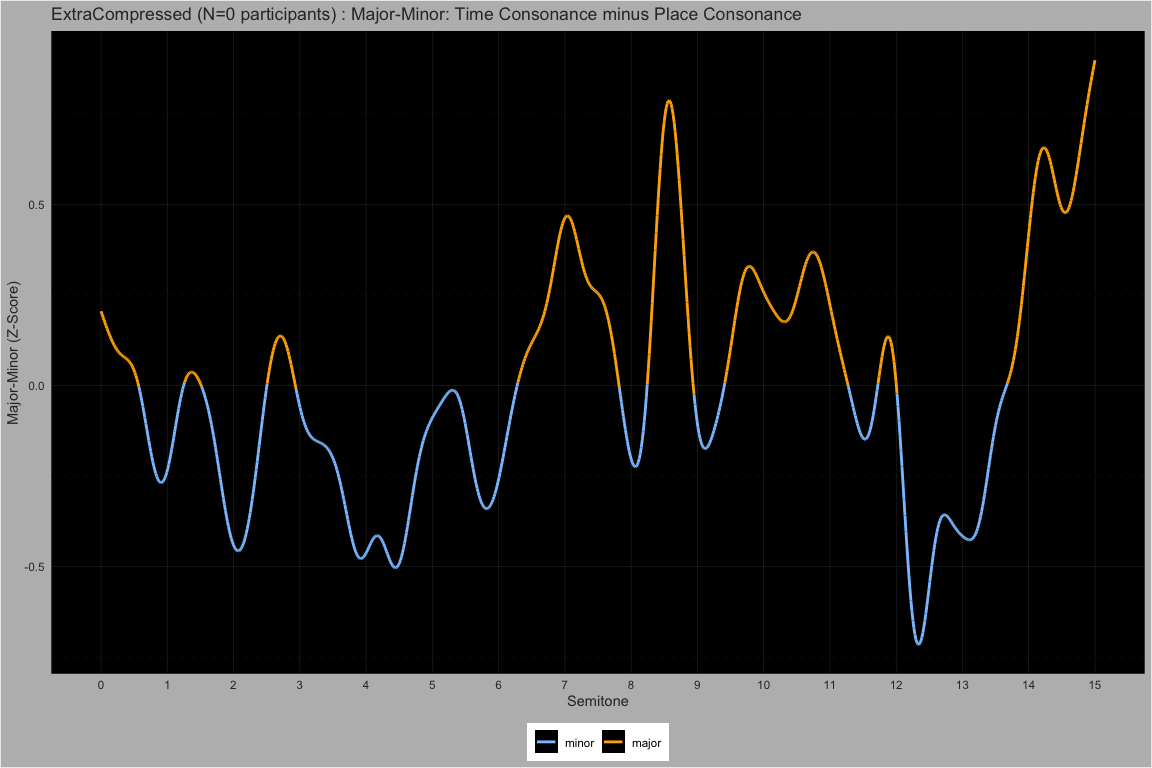 ExtraCompressed (N=0 participants) : Major-Minor: Time Consonance minus Place Consonance
Major-Minor (Z-Score)
0.5
0.0
-0.5
0 1 2 3 4 5 6 7 8 9 10 11 12 13 14 15
Semitone
minor major